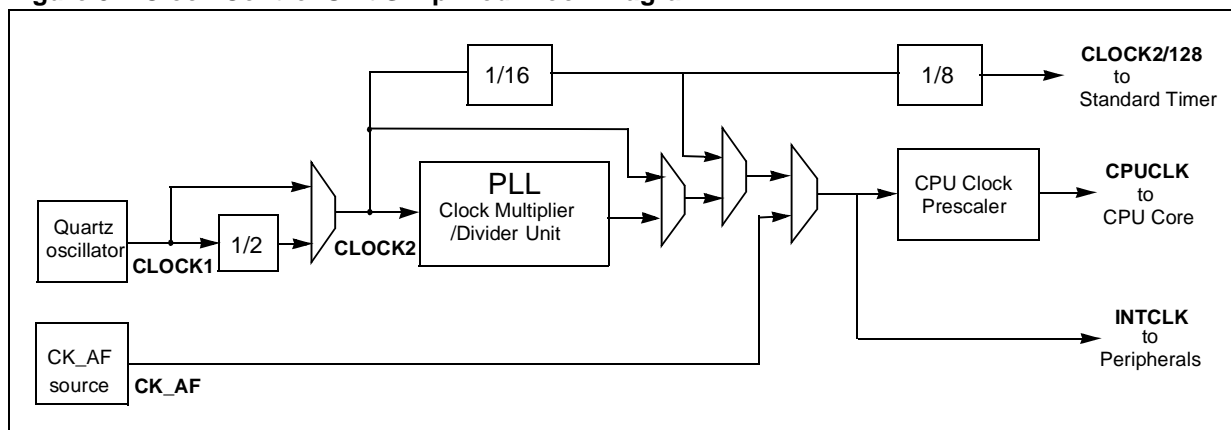 1/16
1/8
CLOCK2/128
to
Standard Timer
PLL
Clock Multiplier
/Divider Unit
CPU Clock
Prescaler
CPUCLK
to
CPU Core
Quartz
oscillator
CLOCK1
1/2
CLOCK2
INTCLK
to
Peripherals
CK_AF
source
CK_AF